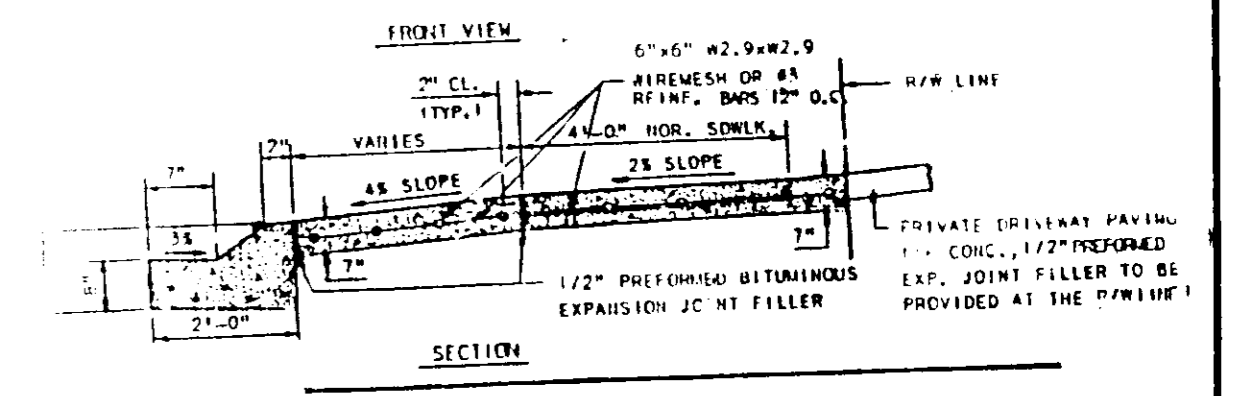 FRONT VIEW
6"x6" W2.9xW2.9
WIREMESH OR #3
REINF. BARS 12" O.C.
2" CL.
(TYP.)
R/W LINE
4'-0" NOR. SDWLK.
VARIES
2"
7"
4% SLOPE
2% SLOPE
3%
7"
7"
2'-0"
1/2" PREFORMED BITUMINOUS
EXPANSION JOINT FILLER
PRIVATE DRIVEWAY PAVING
CONC., 1/2" PREFORMED
EXP. JOINT FILLER TO BE
PROVIDED AT THE R/W LINE)
SECTION